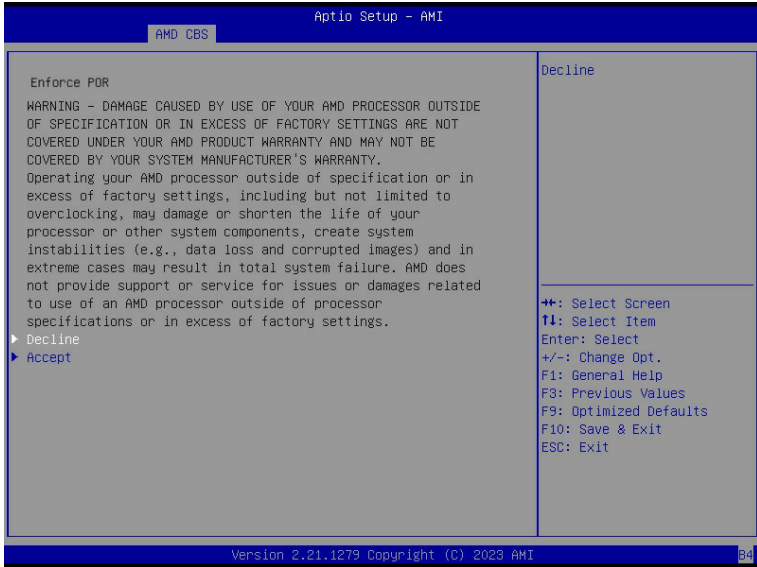 Aptio Setup - AMI
AMD CBS
Enforce POR
WARNING - DAMAGE CAUSED BY USE OF YOUR AMD PROCESSOR OUTSIDE
OF SPECIFICATION OR IN EXCESS OF FACTORY SETTINGS ARE NOT
COVERED UNDER YOUR AMD PRODUCT WARRANTY AND MAY NOT BE
COVERED BY YOUR SYSTEM MANUFACTURER'S WARRANTY.
Operating your AMD processor outside of specification or in
excess of factory settings, including but not limited to
overclocking, may damage or shorten the life of your
processor or other system components, create system
instabilities (e.g., data loss and corrupted images) and in
extreme cases may result in total system failure. AMD does
not provide support or service for issues or damages related
to use of an AMD processor outside of processor
specifications or in excess of factory settings.
Decline
Accept
Decline
→←: Select Screen
↑↓: Select Item
Enter: Select
+/-: Change Opt.
F1: General Help
F3: Previous Values
F9: Optimized Defaults
F10: Save & Exit
ESC: Exit
Version 2.21.1279 Copyright (C) 2023 AMI
B4